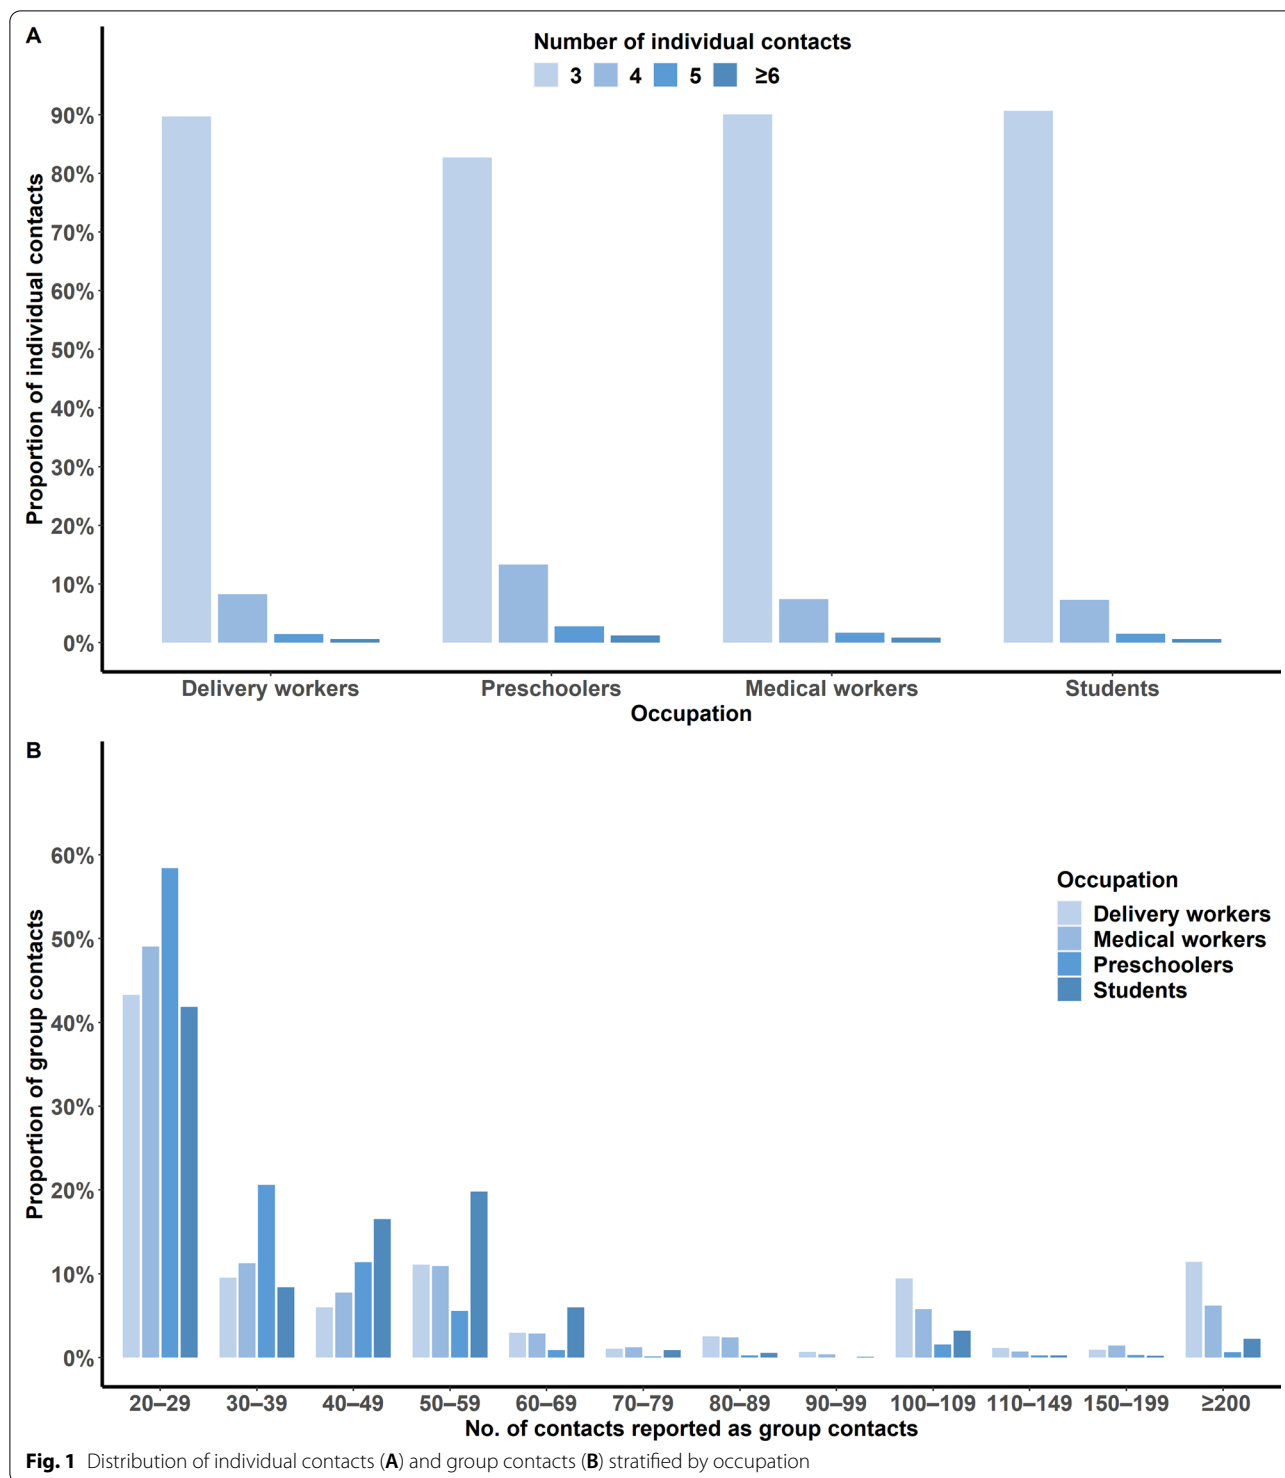 A
Number of individual contacts
3 4 5 ≥6
Proportion of individual contacts
90%
80%
70%
60%
50%
40%
30%
20%
10%
0%
Delivery workers Preschoolers Medical workers Students
Occupation
B
Proportion of group contacts
60%
50%
40%
30%
20%
10%
0%
Occupation
Delivery workers
Medical workers
Preschoolers
Students
20–29 30–39 40–49 50–59 60–69 70–79 80–89 90–99 100–109 110–149 150–199 ≥200
No. of contacts reported as group contacts
Fig. 1 Distribution of individual contacts (A) and group contacts (B) stratified by occupation